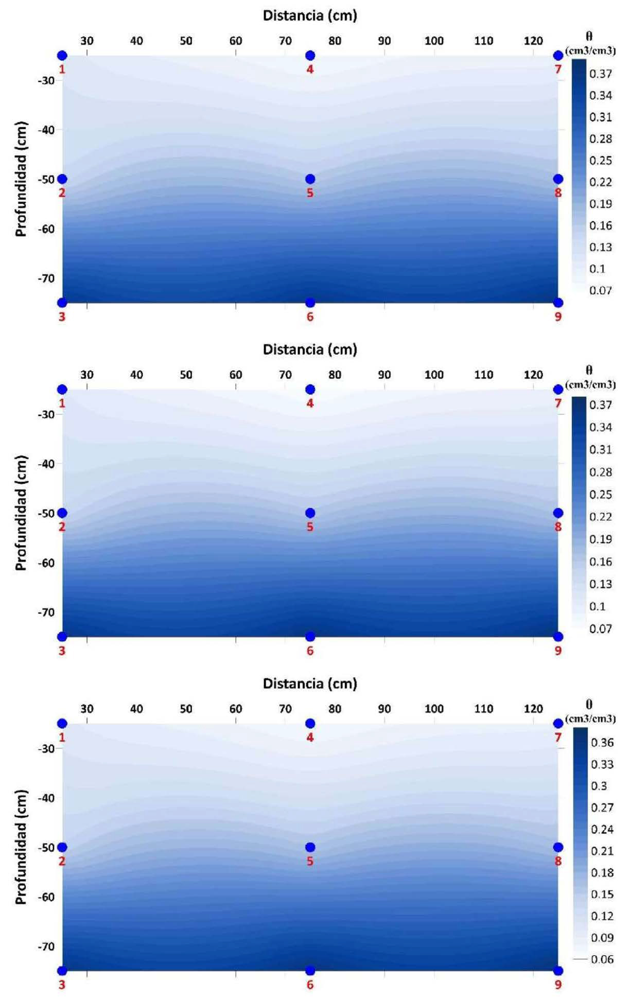 Distancia (cm)
30 40 50 60 70 80 90 100 110 120
θ
(cm3/cm3)
Profundidad (cm)
-30
-40
-50
-60
-70
1 4 7
2 5 8
3 6 9
0.37
0.34
0.31
0.28
0.25
0.22
0.19
0.16
0.13
0.1
0.07
Distancia (cm)
30 40 50 60 70 80 90 100 110 120
θ
(cm3/cm3)
Profundidad (cm)
-30
-40
-50
-60
-70
1 4 7
2 5 8
3 6 9
0.37
0.34
0.31
0.28
0.25
0.22
0.19
0.16
0.13
0.1
0.07
Distancia (cm)
30 40 50 60 70 80 90 100 110 120
θ
(cm3/cm3)
Profundidad (cm)
-30
-40
-50
-60
-70
1 4 7
2 5 8
3 6 9
0.36
0.33
0.3
0.27
0.24
0.21
0.18
0.15
0.12
0.09
0.06